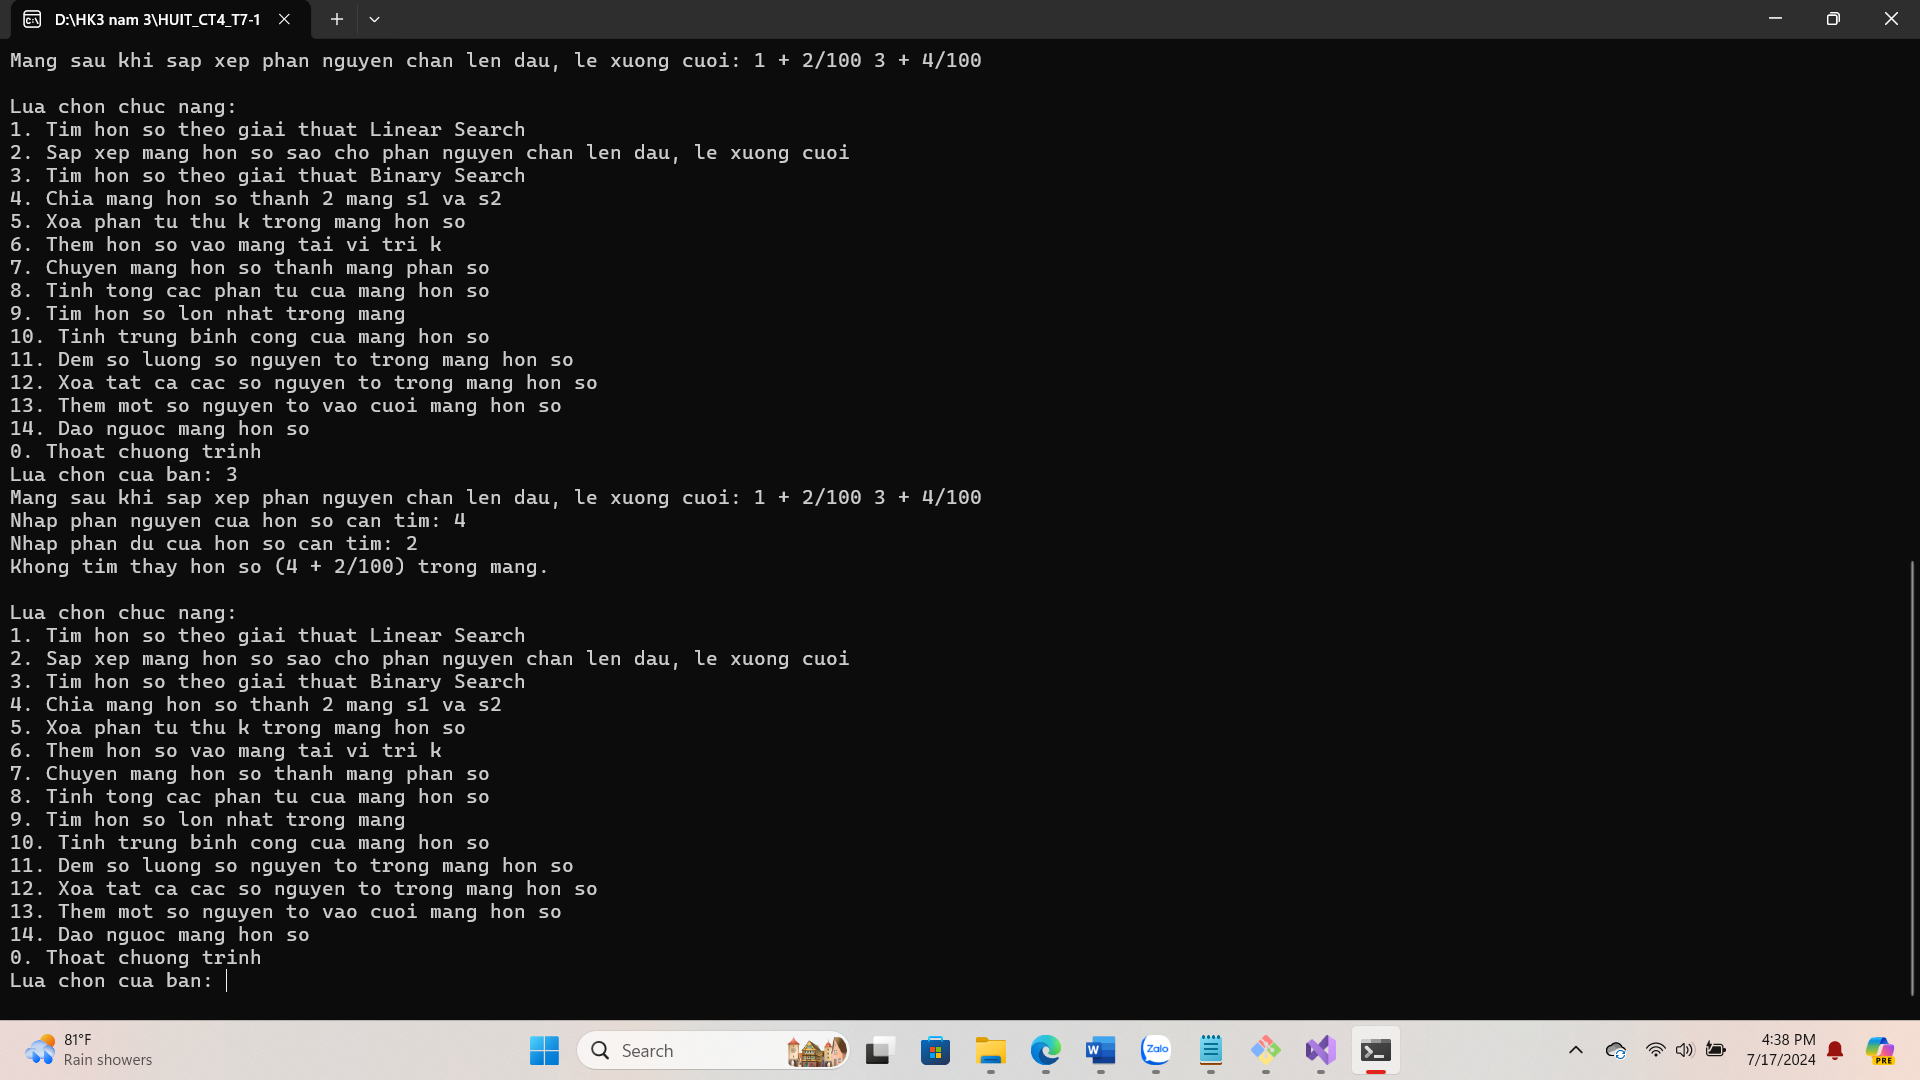 D:\HK3 nam 3\HUIT_CT4_T7-1
Mang sau khi sap xep phan nguyen chan len dau, le xuong cuoi: 1 + 2/100 3 + 4/100
Lua chon chuc nang:
1. Tim hon so theo giai thuat Linear Search
2. Sap xep mang hon so sao cho phan nguyen chan len dau, le xuong cuoi
3. Tim hon so theo giai thuat Binary Search
4. Chia mang hon so thanh 2 mang s1 va s2
5. Xoa phan tu thu k trong mang hon so
6. Them hon so vao mang tai vi tri k
7. Chuyen mang hon so thanh mang phan so
8. Tinh tong cac phan tu cua mang hon so
9. Tim hon so lon nhat trong mang
10. Tinh trung binh cong cua mang hon so
11. Dem so luong so nguyen to trong mang hon so
12. Xoa tat ca cac so nguyen to trong mang hon so
13. Them mot so nguyen to vao cuoi mang hon so
14. Dao nguoc mang hon so
0. Thoat chuong trinh
Lua chon cua ban: 3
Mang sau khi sap xep phan nguyen chan len dau, le xuong cuoi: 1 + 2/100 3 + 4/100
Nhap phan nguyen cua hon so can tim: 4
Nhap phan du cua hon so can tim: 2
Khong tim thay hon so (4 + 2/100) trong mang.
Lua chon chuc nang:
1. Tim hon so theo giai thuat Linear Search
2. Sap xep mang hon so sao cho phan nguyen chan len dau, le xuong cuoi
3. Tim hon so theo giai thuat Binary Search
4. Chia mang hon so thanh 2 mang s1 va s2
5. Xoa phan tu thu k trong mang hon so
6. Them hon so vao mang tai vi tri k
7. Chuyen mang hon so thanh mang phan so
8. Tinh tong cac phan tu cua mang hon so
9. Tim hon so lon nhat trong mang
10. Tinh trung binh cong cua mang hon so
11. Dem so luong so nguyen to trong mang hon so
12. Xoa tat ca cac so nguyen to trong mang hon so
13. Them mot so nguyen to vao cuoi mang hon so
14. Dao nguoc mang hon so
0. Thoat chuong trinh
Lua chon cua ban:
81°F
Rain showers
Search
Zalo
4:38 PM
7/17/2024
PRE